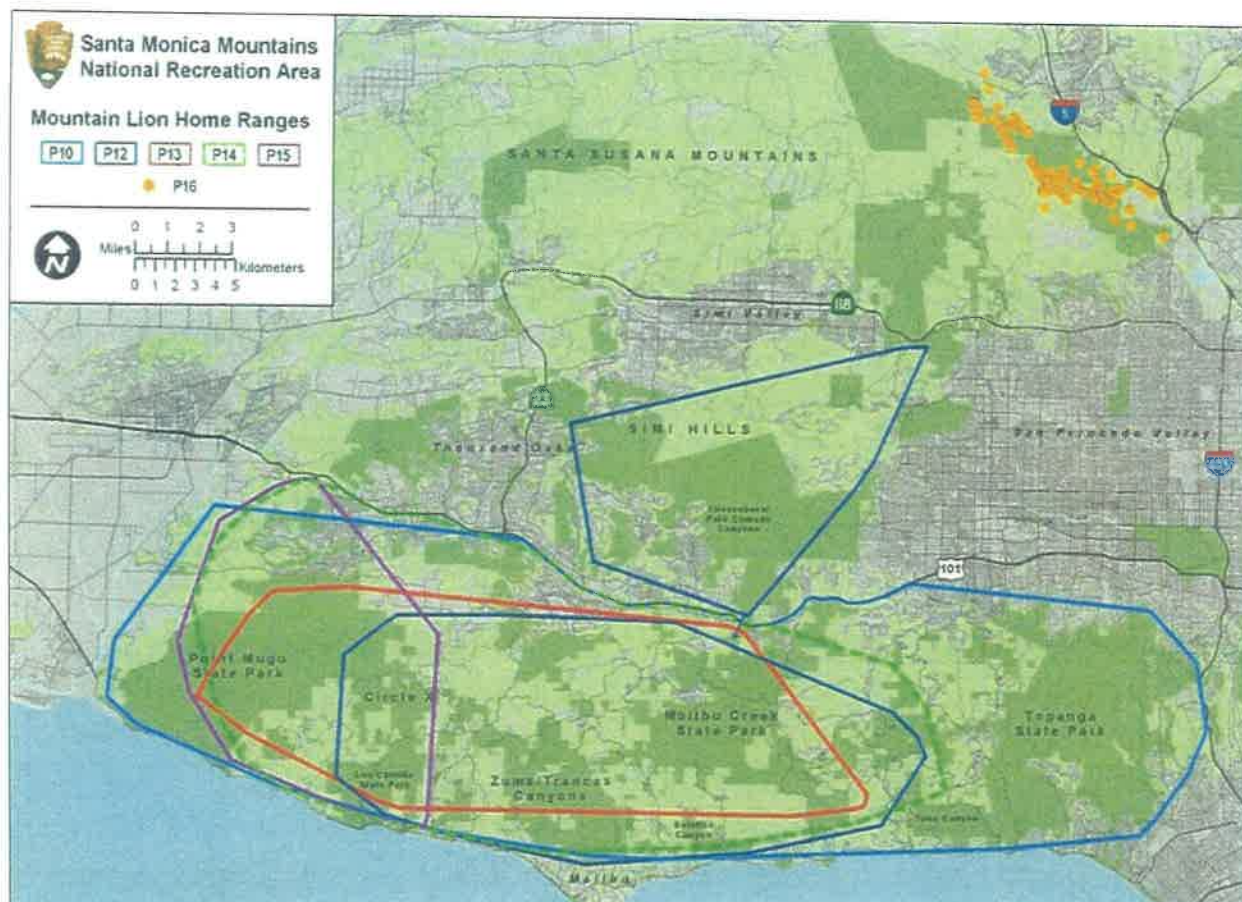 Santa Monica Mountains
National Recreation Area
Mountain Lion Home Ranges
P10 P12 P13 P14 P15
P16
0 1 2 3
Miles
Kilometers
0 1 2 3 4 5
N
5
SANTA SUSANA MOUNTAINS
118
Simi Valley
SIMI HILLS
Thousand Oaks
San Fernando Valley
101
Point Mugu
State Park
Circle X
Malibu Creek
State Park
Topanga
State Park
Zuma/Trancas
Canyons
Canyon
Malibu